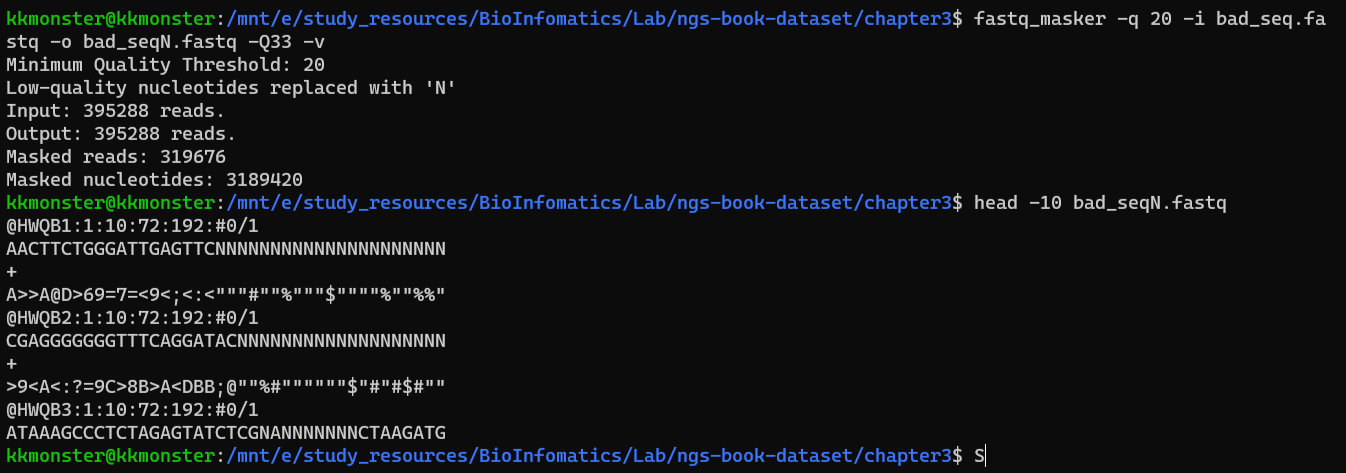 kkmonster@kkmonster:/mnt/e/study_resources/BioInfomatics/Lab/ngs-book-dataset/chapter3$ fastq_masker -q 20 -i bad_seq.fa
stq -o bad_seqN.fastq -Q33 -v
Minimum Quality Threshold: 20
Low-quality nucleotides replaced with 'N'
Input: 395288 reads.
Output: 395288 reads.
Masked reads: 319676
Masked nucleotides: 3189420
kkmonster@kkmonster:/mnt/e/study_resources/BioInfomatics/Lab/ngs-book-dataset/chapter3$ head -10 bad_seqN.fastq
@HWQB1:1:10:72:192:#0/1
AACTTCTGGGATTGAGTTCNNNNNNNNNNNNNNNNNNNNN
+
A>>A@D>69=7=<9<;<:<"""#""%"""$""""%""%%"
@HWQB2:1:10:72:192:#0/1
CGAGGGGGGGTTTCAGGATACNNNNNNNNNNNNNNNNNNN
+
>9<A<:?=9C>8B>A<DBB;@""%#""""""$"#"#$#""
@HWQB3:1:10:72:192:#0/1
ATAAAGCCCTCTAGAGTATCTCGNANNNNNNNCTAAGATG
kkmonster@kkmonster:/mnt/e/study_resources/BioInfomatics/Lab/ngs-book-dataset/chapter3$ S